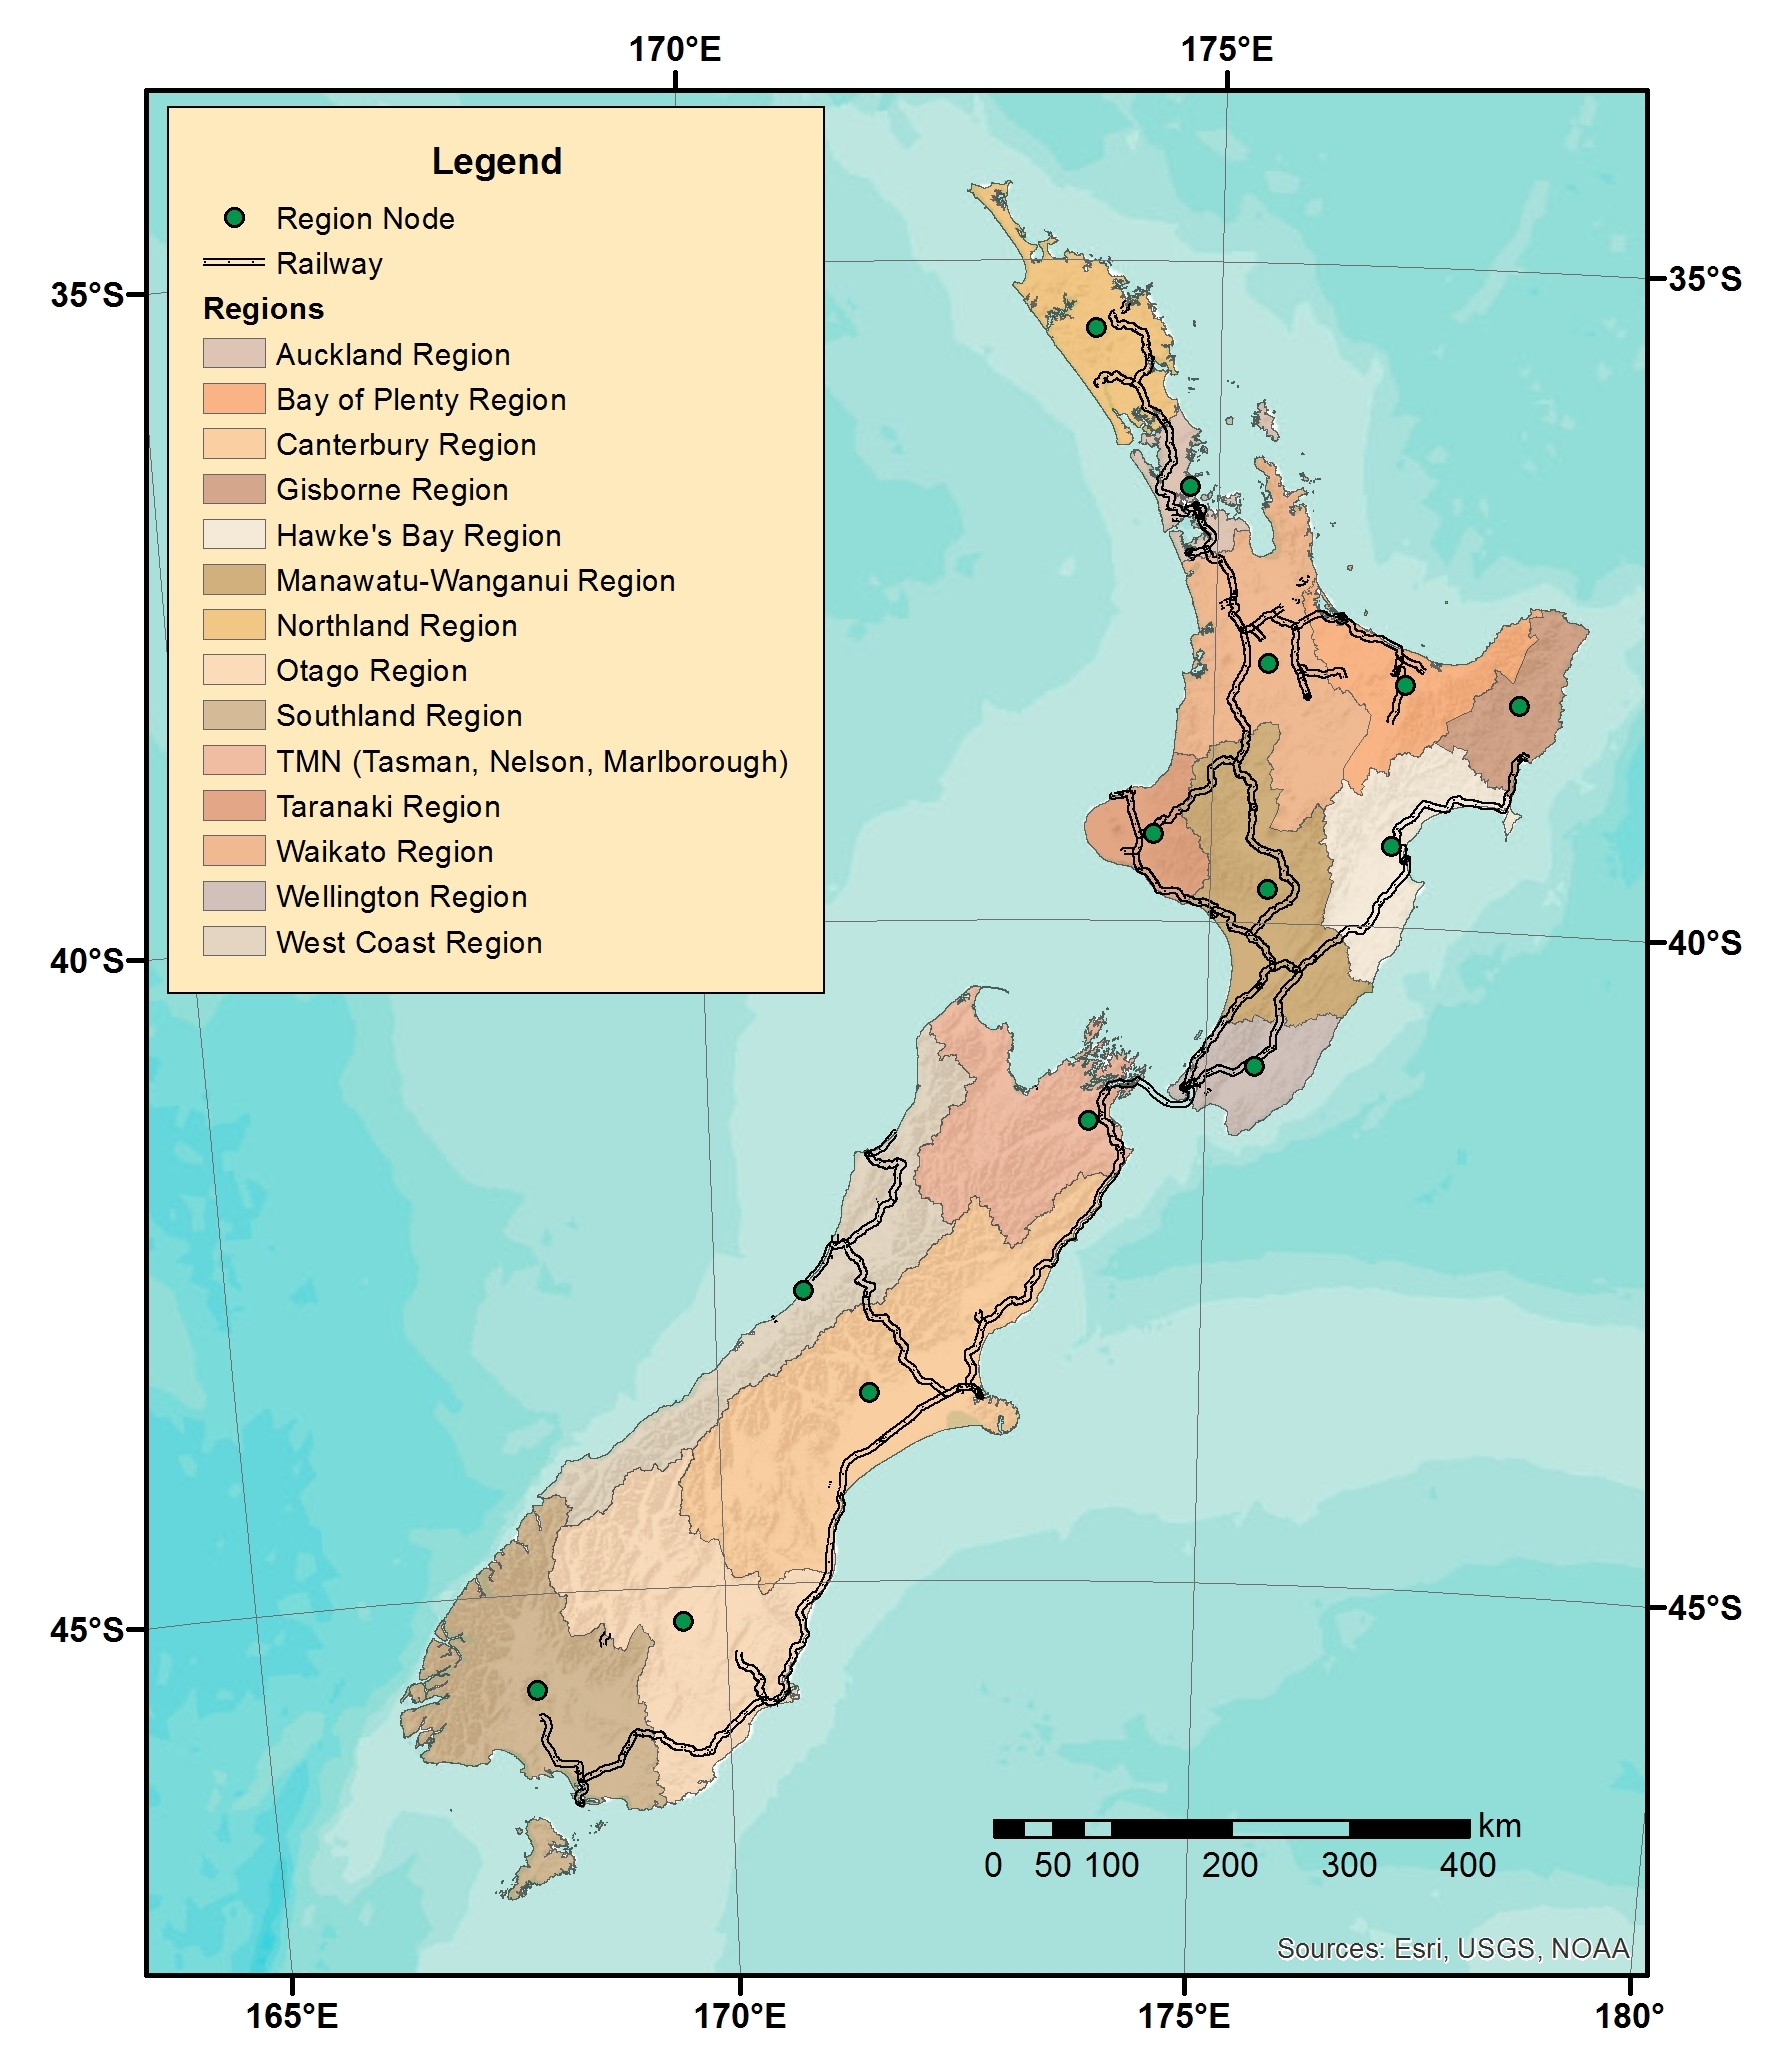 170°E 175°E
Legend
Region Node
Railway
35°S 35°S
Regions
Auckland Region
Bay of Plenty Region
Canterbury Region
Gisborne Region
Hawke's Bay Region
Manawatu-Wanganui Region
Northland Region
Otago Region
Southland Region
TMN (Tasman, Nelson, Marlborough)
Taranaki Region
Waikato Region
Wellington Region
West Coast Region
40°S 40°S
45°S 45°S
km
0 50 100 200 300 400
Sources: Esri, USGS, NOAA
165°E 170°E 175°E 180°